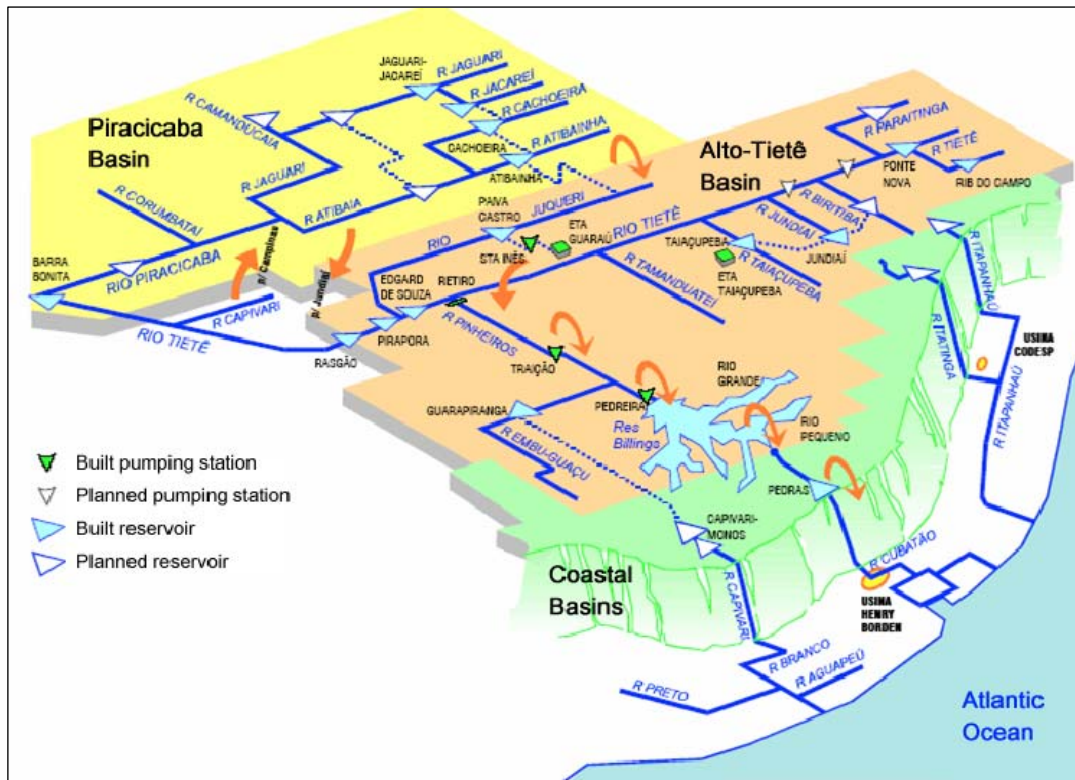 JAGUARI-
JACAREÍ
R. JAGUARI
R. JACAREÍ
R. CACHOEIRA
R. CAMANDUCAIA
Piracicaba
Basin
CACHOEIRA
R. ATIBAINHA
ATIBAINHA
R. JAGUARI
R. CORUMBATAI
R. ATIBAIA
RIO PIRACICABA
BARRA
BONITA
p/ Campinas
p/ Jundiaí
R. CAPIVARI
RIO TIETÊ
Alto-Tietê
Basin
R. PARAITINGA
R. TIETÊ
PONTE
NOVA
RIB DO CAMPO
R. BIRITIBA
R. JUNDIAÍ
JUNDIAÍ
TAIAÇUPEBA
R. TAIAÇUPEBA
ETA
TAIAÇUPEBA
PAIVA
CASTRO
RIO
JUQUIERI
STA INÊS
ETA
GUARAÚ
RIO TIETÊ
R. TAMANDUATEI
EDGARD
DE SOUZA
RETIRO
PIRAPORA
RASGÃO
R. PINHEIROS
TRAIÇÃO
PEDREIRA
GUARAPIRANGA
R. EMBU-GUAÇU
Res
Billings
RIO
GRANDE
RIO
PEQUENO
PEDRAS
R. ITAPANHAÚ
R. ITATINGA
USINA
CODESP
R. ITAPANHAÚ
CAPIVARI-
MONOS
Coastal
Basins
R. CAPIVARI
R. CUBATÃO
USINA
HENRY
BORDEN
R. BRANCO
R. AGUAPEÚ
R. PRETO
Atlantic
Ocean
Built pumping station
Planned pumping station
Built reservoir
Planned reservoir